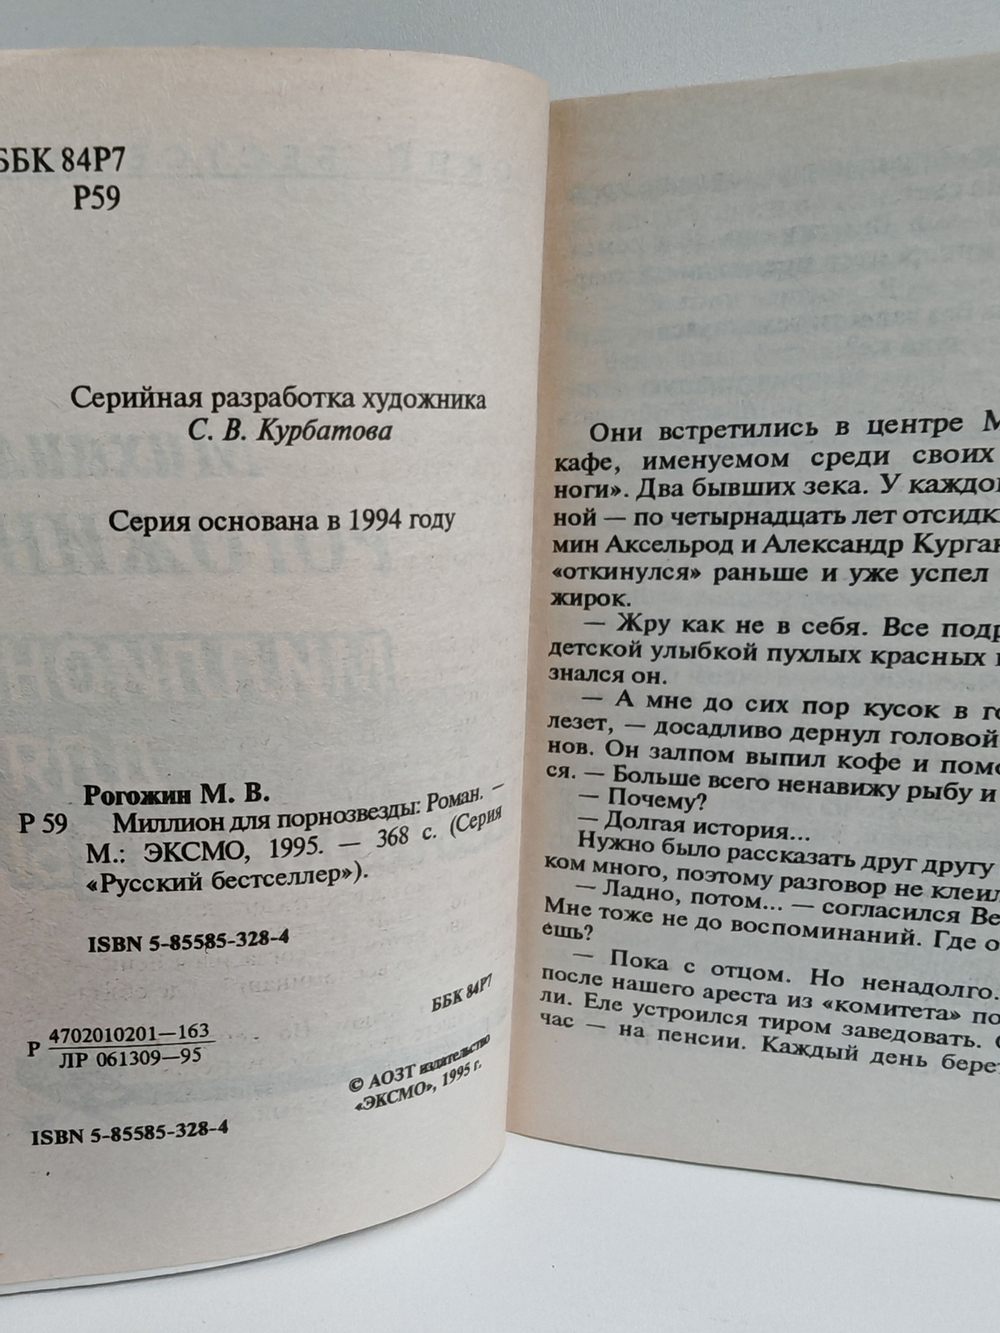 ББК 84Р7
Р59
Серийная разработка художника
С. В. Курбатова
Серия основана в 1994 году
Рогожин М. В.
Р 59 Миллион для порнозвезды: Роман. —
М.: ЭКСМО, 1995. — 368 с. (Серия
«Русский бестселлер»).
ISBN 5-85585-328-4
ББК 84Р7
Р 4702010201—163
ЛР 061309—95
© АОЗТ издательство
«ЭКСМО», 1995 г.
ISBN 5-85585-328-4
Они встретились в центре М
кафе, именуемом среди своих
ноги». Два бывших зека. У каждо
ной — по четырнадцать лет отсидк
мин Аксельрод и Александр Курган
«откинулся» раньше и уже успел
жирок.
— Жру как не в себя. Все подр
детской улыбкой пухлых красных
знался он.
— А мне до сих пор кусок в го
лезет, — досадливо дернул головой
нов. Он залпом выпил кофе и помо
ся. — Больше всего ненавижу рыбу и
— Почему?
— Долгая история...
Нужно было рассказать друг другу
ком много, поэтому разговор не клеил
— Ладно, потом... — согласился Ве
Мне тоже не до воспоминаний. Где о
ешь?
— Пока с отцом. Но ненадолго.
после нашего ареста из «комитета» по
ли. Еле устроился тиром заведовать.
час — на пенсии. Каждый день бере